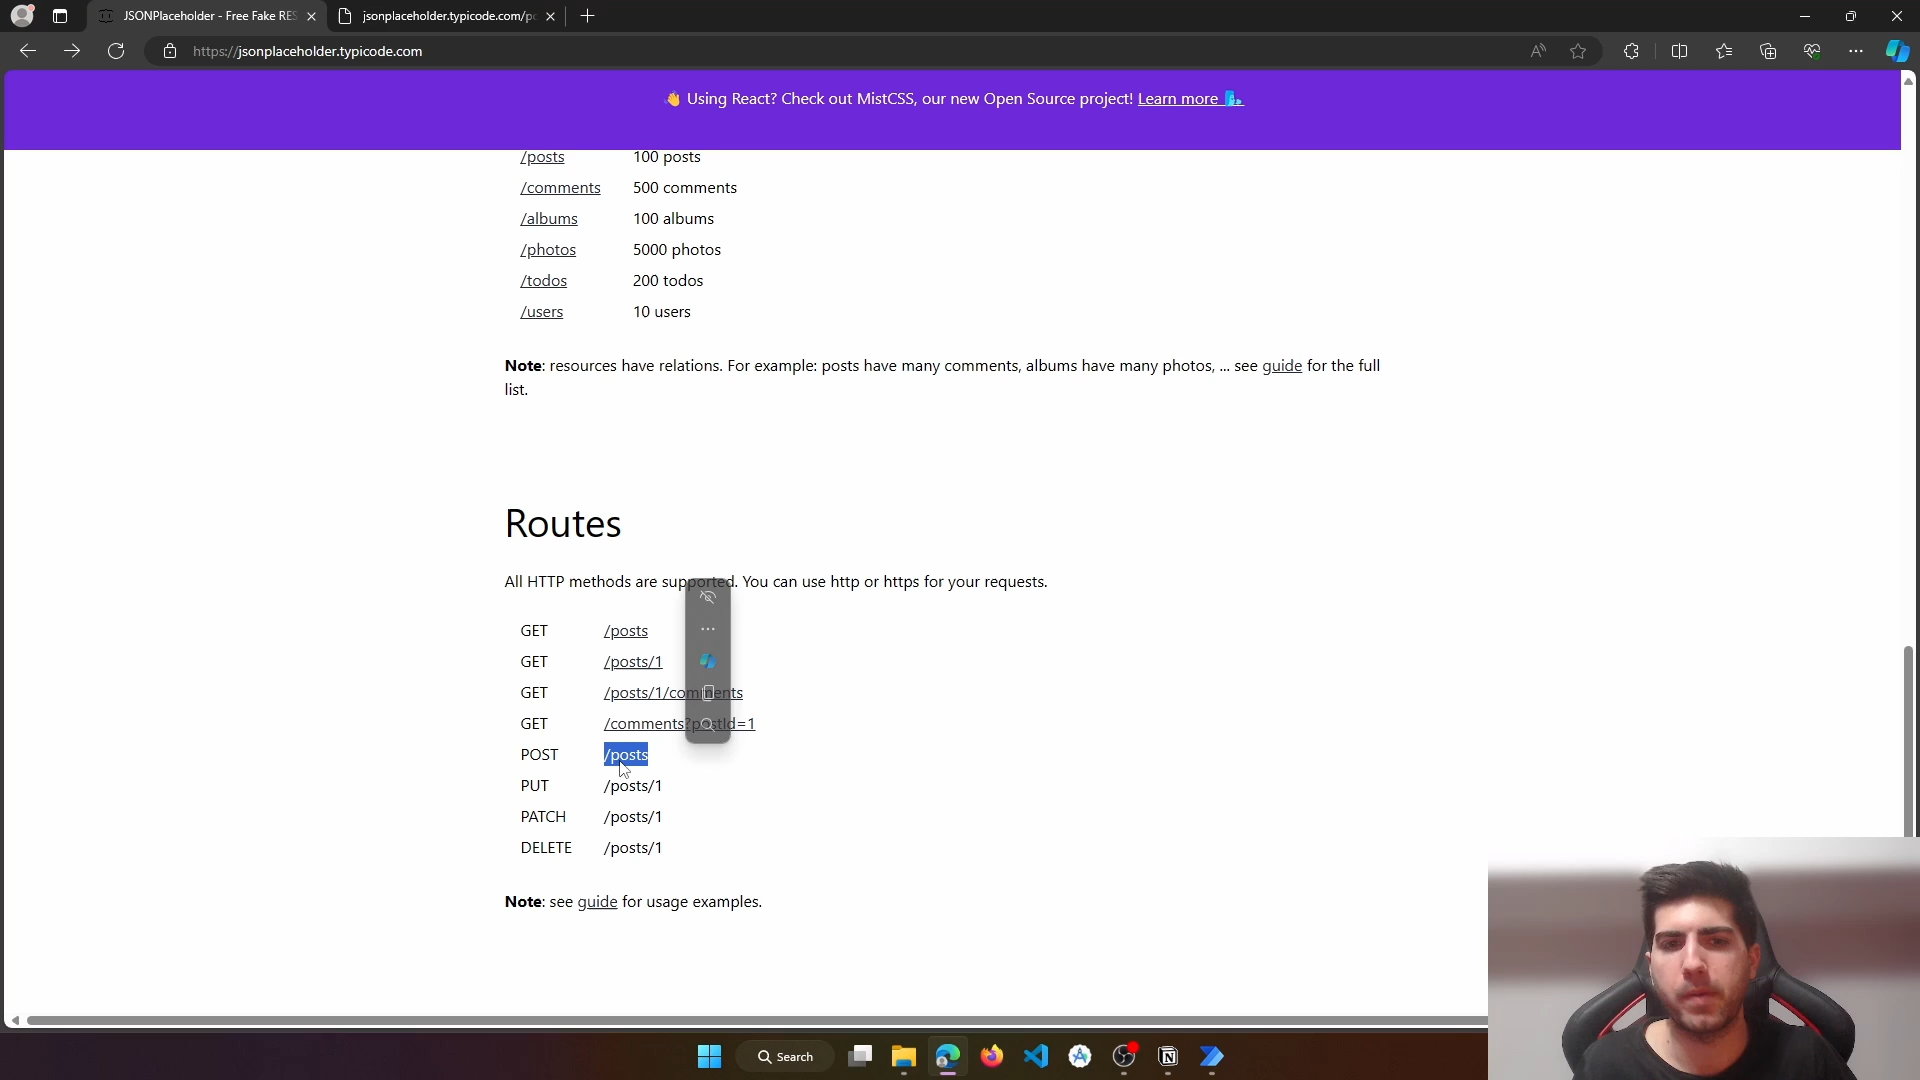 JSONPlaceholder - Free Fake RES
jsonplaceholder.typicode.com/po
https://jsonplaceholder.typicode.com
👋 Using React? Check out MistCSS, our new Open Source project! Learn more
/posts 100 posts
/comments 500 comments
/albums 100 albums
/photos 5000 photos
/todos 200 todos
/users 10 users
Note: resources have relations. For example: posts have many comments, albums have many photos, ... see guide for the full
list.
Routes
All HTTP methods are supported. You can use http or https for your requests.
GET /posts
GET /posts/1
GET /posts/1/comments
GET /comments?postId=1
POST /posts
PUT /posts/1
PATCH /posts/1
DELETE /posts/1
Note: see guide for usage examples.
Search